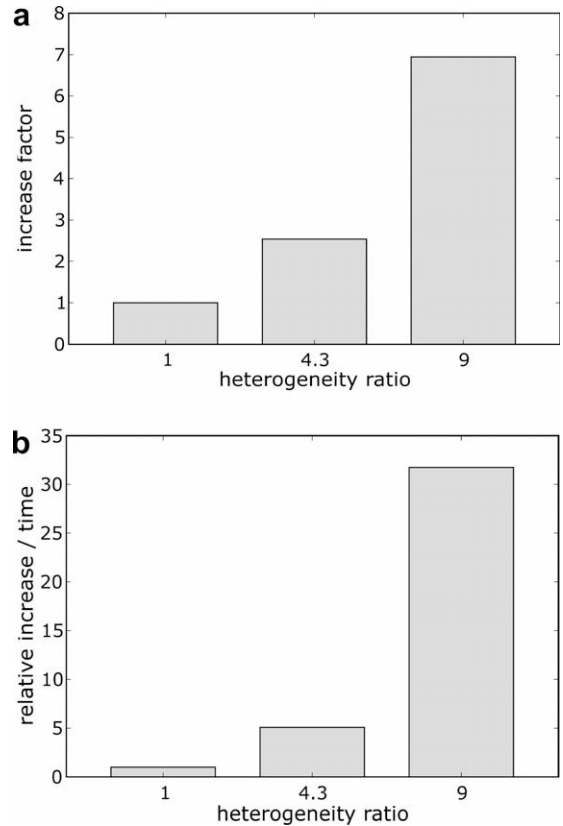 a
8
7
6
5
4
3
2
1
0
increase factor
1 4.3 9
heterogeneity ratio
b
35
30
25
20
15
10
5
0
relative increase / time
1 4.3 9
heterogeneity ratio